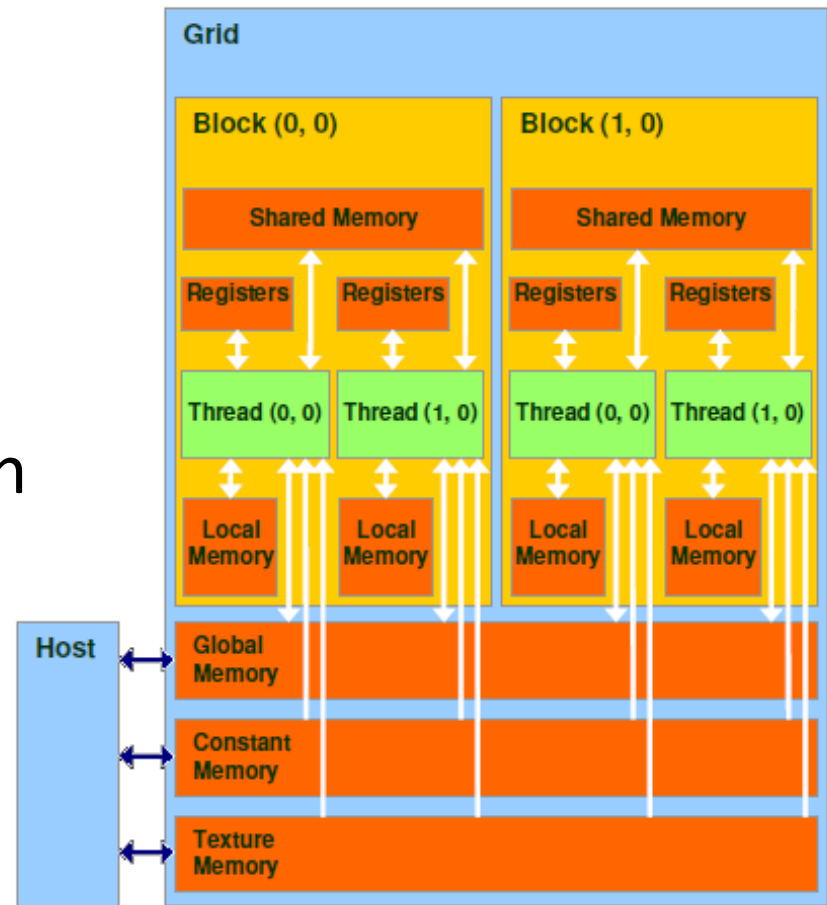 Grid
Block (0, 0)
Block (1, 0)
Shared Memory
Shared Memory
Registers
Registers
Registers
Registers
Thread (0, 0)
Thread (1, 0)
Thread (0, 0)
Thread (1, 0)
n
Local
Memory
Local
Memory
Local
Memory
Local
Memory
Host
Global
Memory
Constant
Memory
Texture
Memory